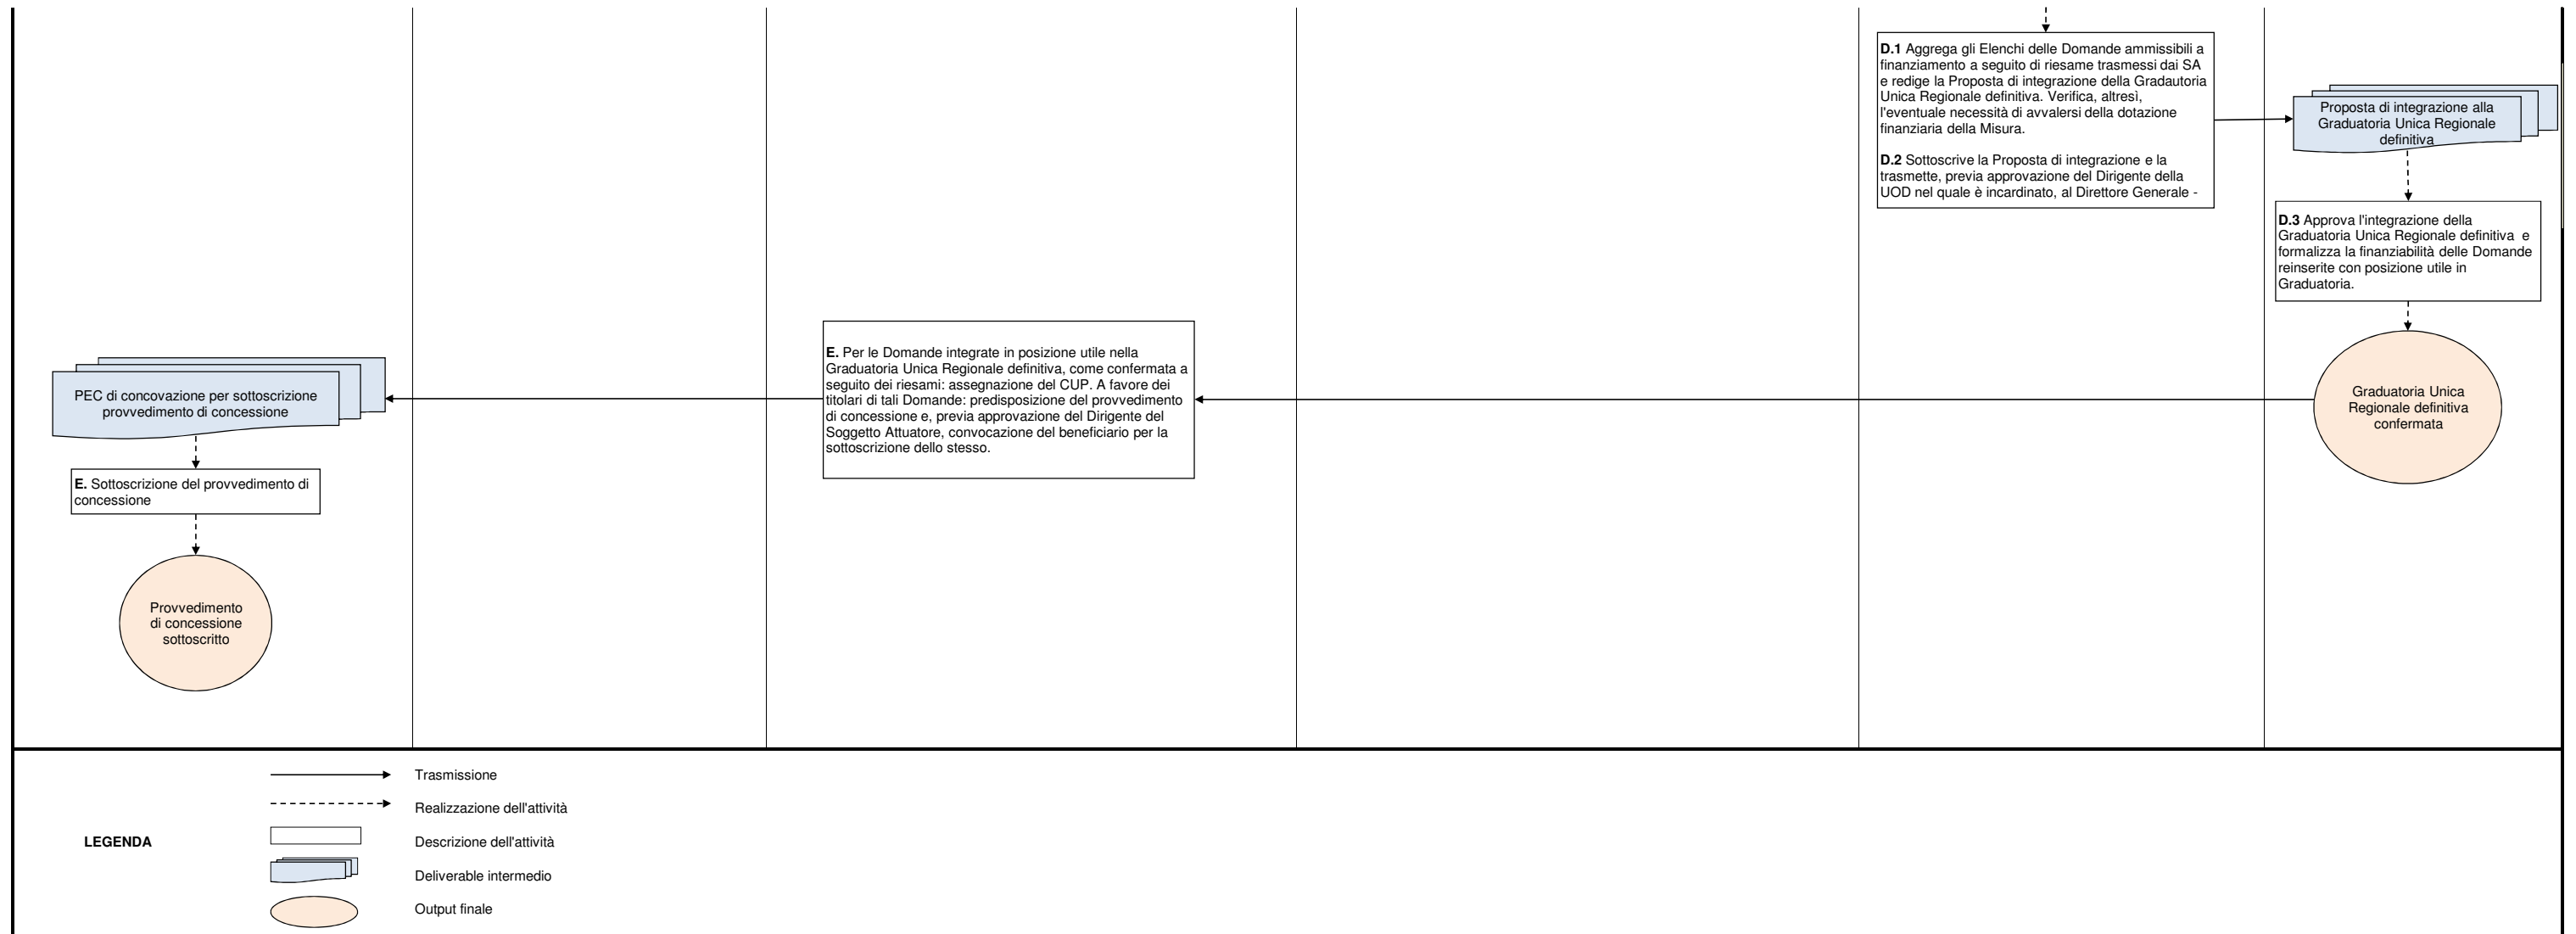 D.1 Aggrega gli Elenchi delle Domande ammissibili a
finanziamento a seguito di riesame trasmessi dai SA
e redige la Proposta di integrazione della Gradautoria
Unica Regionale definitiva. Verifica, altresì,
l'eventuale necessità di avvalersi della dotazione
finanziaria della Misura.
D.2 Sottoscrive la Proposta di integrazione e la
trasmette, previa approvazione del Dirigente della
UOD nel quale è incardinato, al Direttore Generale -
Proposta di integrazione alla
Graduatoria Unica Regionale
definitiva
D.3 Approva l'integrazione della
Graduatoria Unica Regionale definitiva e
formalizza la finanziabilità delle Domande
reinserite con posizione utile in
Graduatoria.
Graduatoria Unica
Regionale definitiva
confermata
E. Per le Domande integrate in posizione utile nella
Graduatoria Unica Regionale definitiva, come confermata a
seguito dei riesami: assegnazione del CUP. A favore dei
titolari di tali Domande: predisposizione del provvedimento
di concessione e, previa approvazione del Dirigente del
Soggetto Attuatore, convocazione del beneficiario per la
sottoscrizione dello stesso.
PEC di concovazione per sottoscrizione
provvedimento di concessione
E. Sottoscrizione del provvedimento di
concessione
Provvedimento
di concessione
sottoscritto
LEGENDA
Trasmissione
Realizzazione dell'attività
Descrizione dell'attività
Deliverable intermedio
Output finale